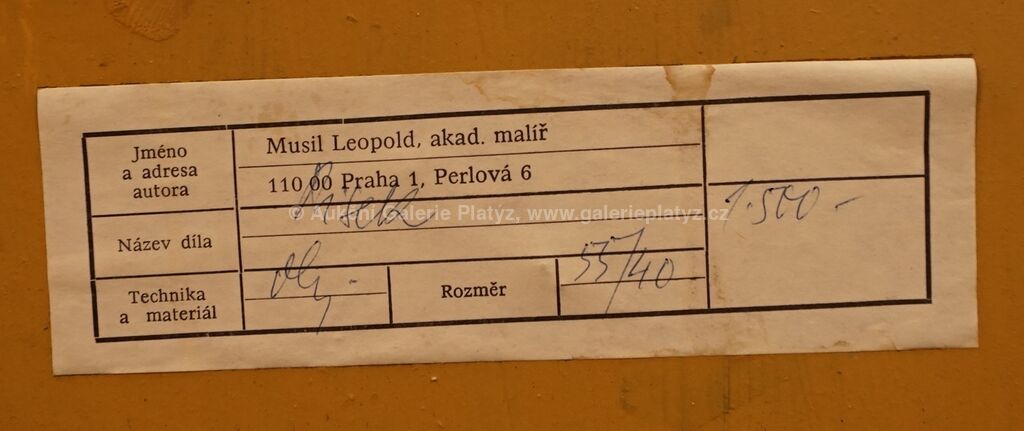 Jméno
a adresa
autora
Musil Leopold, akad. malíř
110 00 Praha 1, Perlová 6
Název díla
© Aukční Galerie Platýz, www.galerieplatyz.cz
1.500 -
Technika
a materiál
olej -
Rozměr
55/40